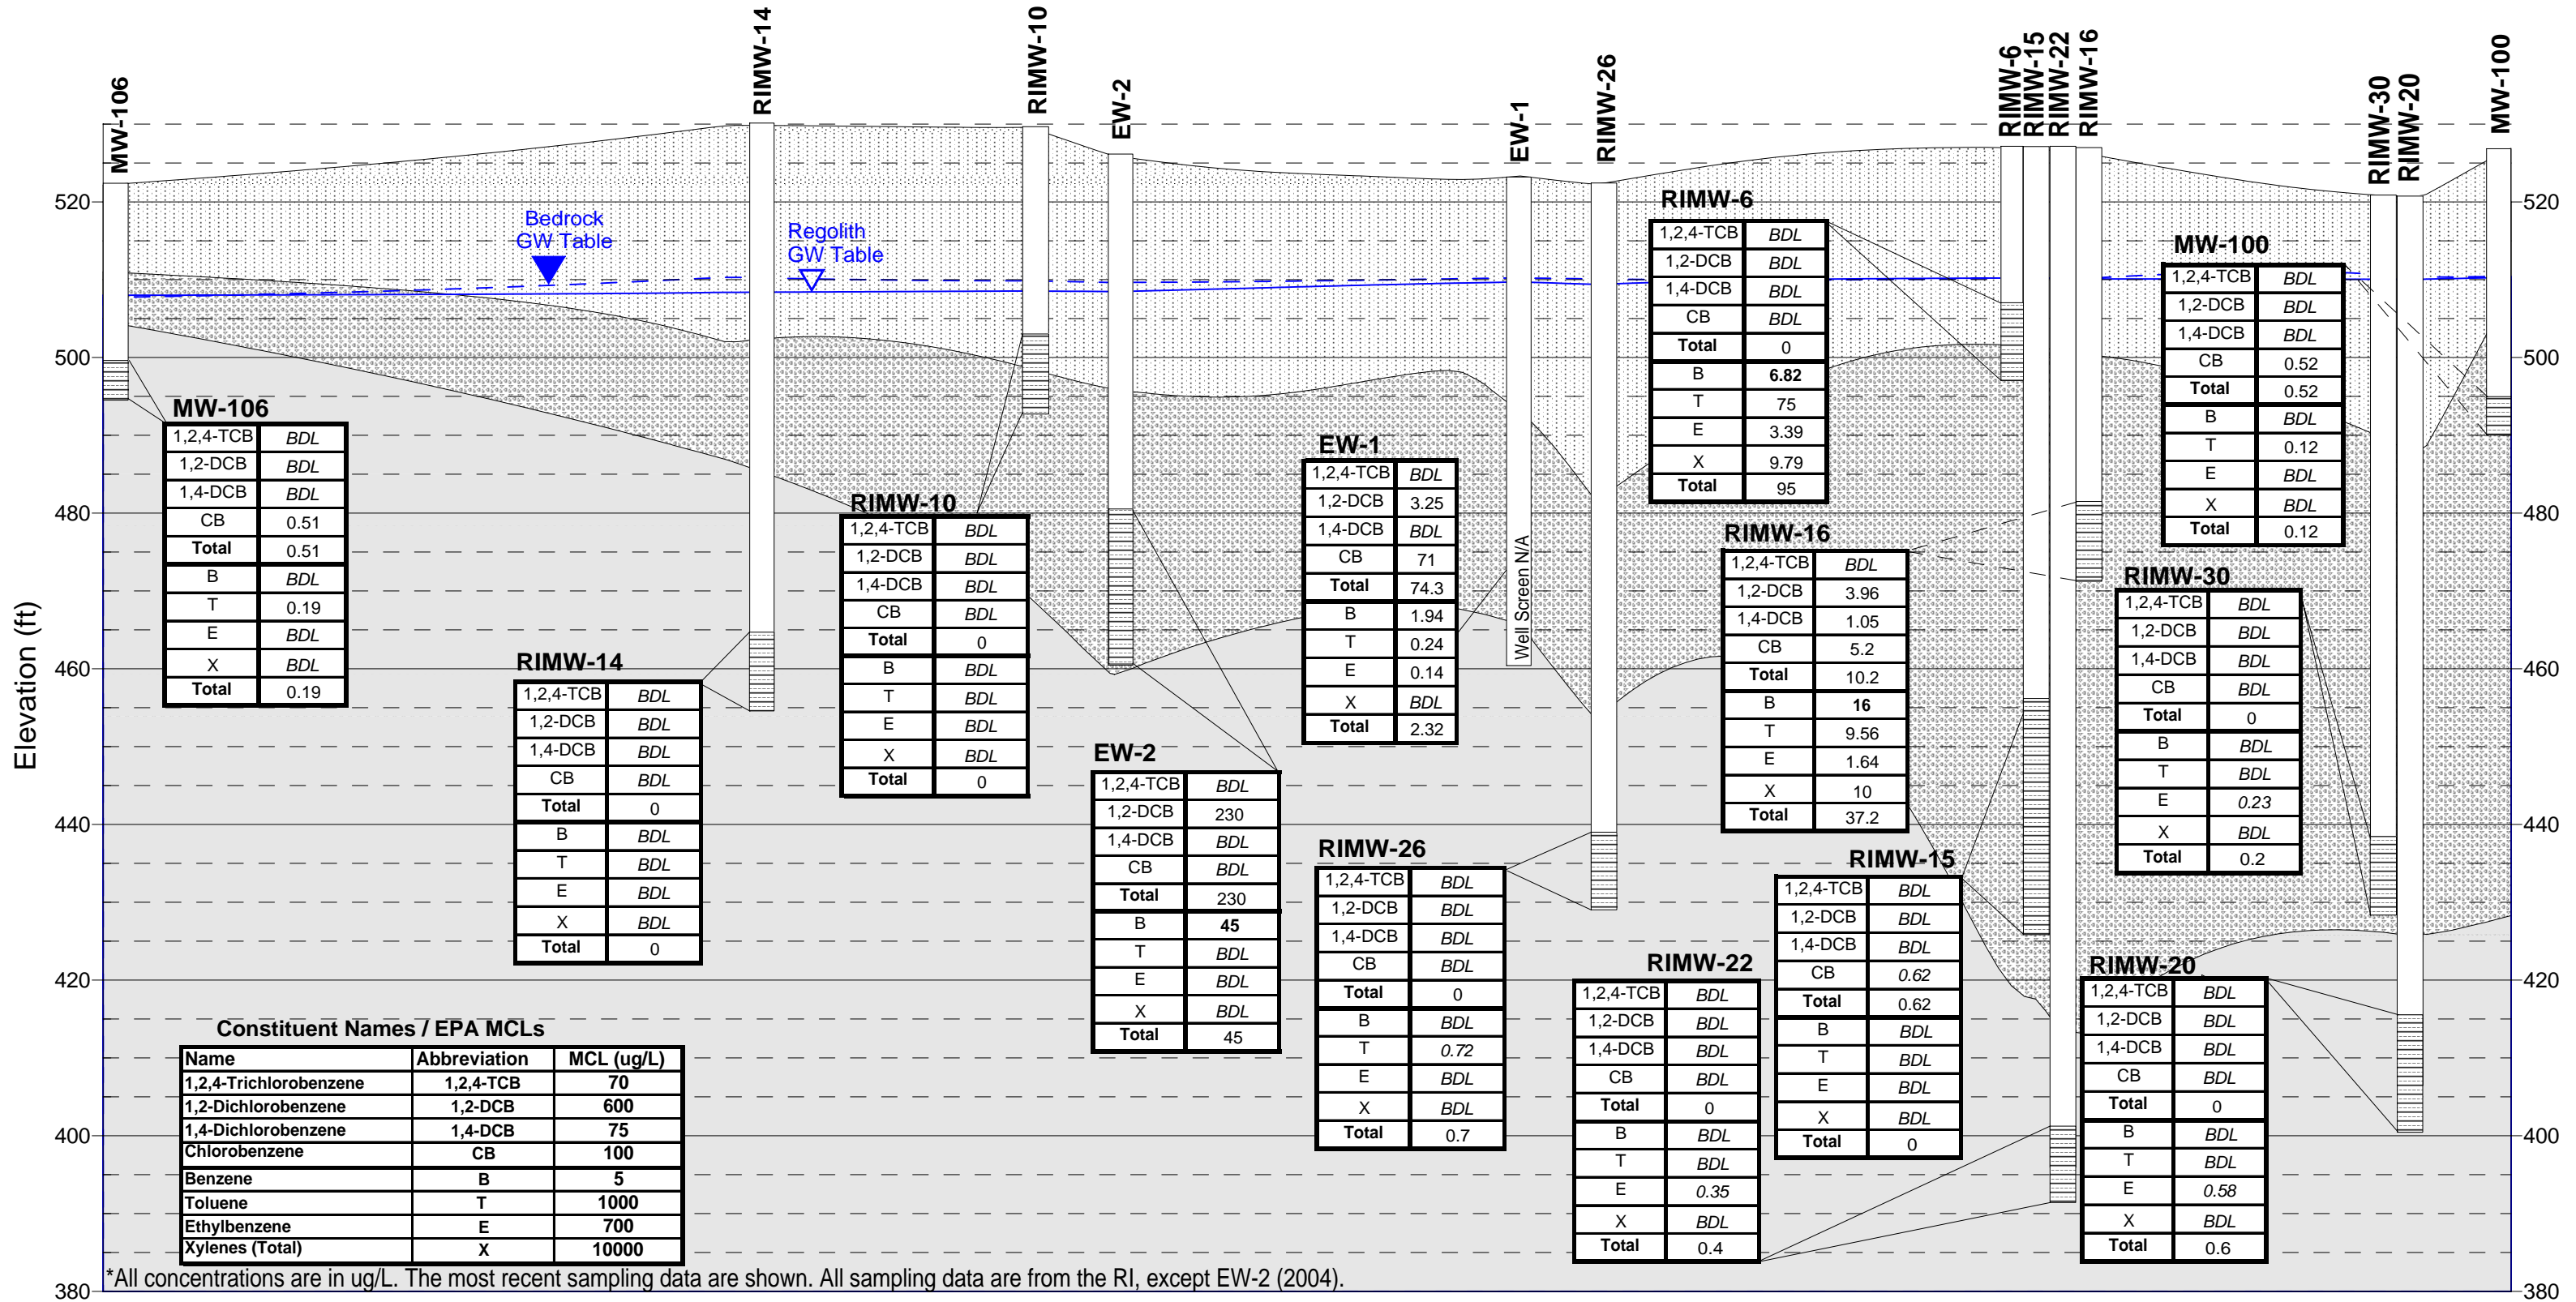 MW-106
RIMW-14
RIMW-10
EW-2
EW-1
RIMW-26
RIMW-6
RIMW-15
RIMW-22
RIMW-16
RIMW-30
RIMW-20
MW-100
Elevation (ft)
520
500
480
460
440
420
400
380
520
500
480
460
440
420
400
380
Bedrock
GW Table
Regolith
GW Table
Well Screen N/A
MW-106
1,2,4-TCB BDL
1,2-DCB BDL
1,4-DCB BDL
CB 0.51
Total 0.51
B BDL
T 0.19
E BDL
X BDL
Total 0.19
RIMW-14
1,2,4-TCB BDL
1,2-DCB BDL
1,4-DCB BDL
CB BDL
Total 0
B BDL
T BDL
E BDL
X BDL
Total 0
RIMW-10
1,2,4-TCB BDL
1,2-DCB BDL
1,4-DCB BDL
CB BDL
Total 0
B BDL
T BDL
E BDL
X BDL
Total 0
EW-2
1,2,4-TCB BDL
1,2-DCB 230
1,4-DCB BDL
CB BDL
Total 230
B 45
T BDL
E BDL
X BDL
Total 45
EW-1
1,2,4-TCB BDL
1,2-DCB 3.25
1,4-DCB BDL
CB 71
Total 74.3
B 1.94
T 0.24
E 0.14
X BDL
Total 2.32
RIMW-26
1,2,4-TCB BDL
1,2-DCB BDL
1,4-DCB BDL
CB BDL
Total 0
B BDL
T 0.72
E BDL
X BDL
Total 0.7
RIMW-6
1,2,4-TCB BDL
1,2-DCB BDL
1,4-DCB BDL
CB BDL
Total 0
B 6.82
T 75
E 3.39
X 9.79
Total 95
RIMW-16
1,2,4-TCB BDL
1,2-DCB 3.96
1,4-DCB 1.05
CB 5.2
Total 10.2
B 16
T 9.56
E 1.64
X 10
Total 37.2
RIMW-22
1,2,4-TCB BDL
1,2-DCB BDL
1,4-DCB BDL
CB BDL
Total 0
B BDL
T BDL
E 0.35
X BDL
Total 0.4
RIMW-15
1,2,4-TCB BDL
1,2-DCB BDL
1,4-DCB BDL
CB 0.62
Total 0.62
B BDL
T BDL
E BDL
X BDL
Total 0
MW-100
1,2,4-TCB BDL
1,2-DCB BDL
1,4-DCB BDL
CB 0.52
Total 0.52
B BDL
T 0.12
E BDL
X BDL
Total 0.12
RIMW-30
1,2,4-TCB BDL
1,2-DCB BDL
1,4-DCB BDL
CB BDL
Total 0
B BDL
T BDL
E 0.23
X BDL
Total 0.2
RIMW-20
1,2,4-TCB BDL
1,2-DCB BDL
1,4-DCB BDL
CB BDL
Total 0
B BDL
T BDL
E 0.58
X BDL
Total 0.6
Constituent Names / EPA MCLs
Name Abbreviation MCL (ug/L)
1,2,4-Trichlorobenzene 1,2,4-TCB 70
1,2-Dichlorobenzene 1,2-DCB 600
1,4-Dichlorobenzene 1,4-DCB 75
Chlorobenzene CB 100
Benzene B 5
Toluene T 1000
Ethylbenzene E 700
Xylenes (Total) X 10000
*All concentrations are in ug/L. The most recent sampling data are shown. All sampling data are from the RI, except EW-2 (2004).